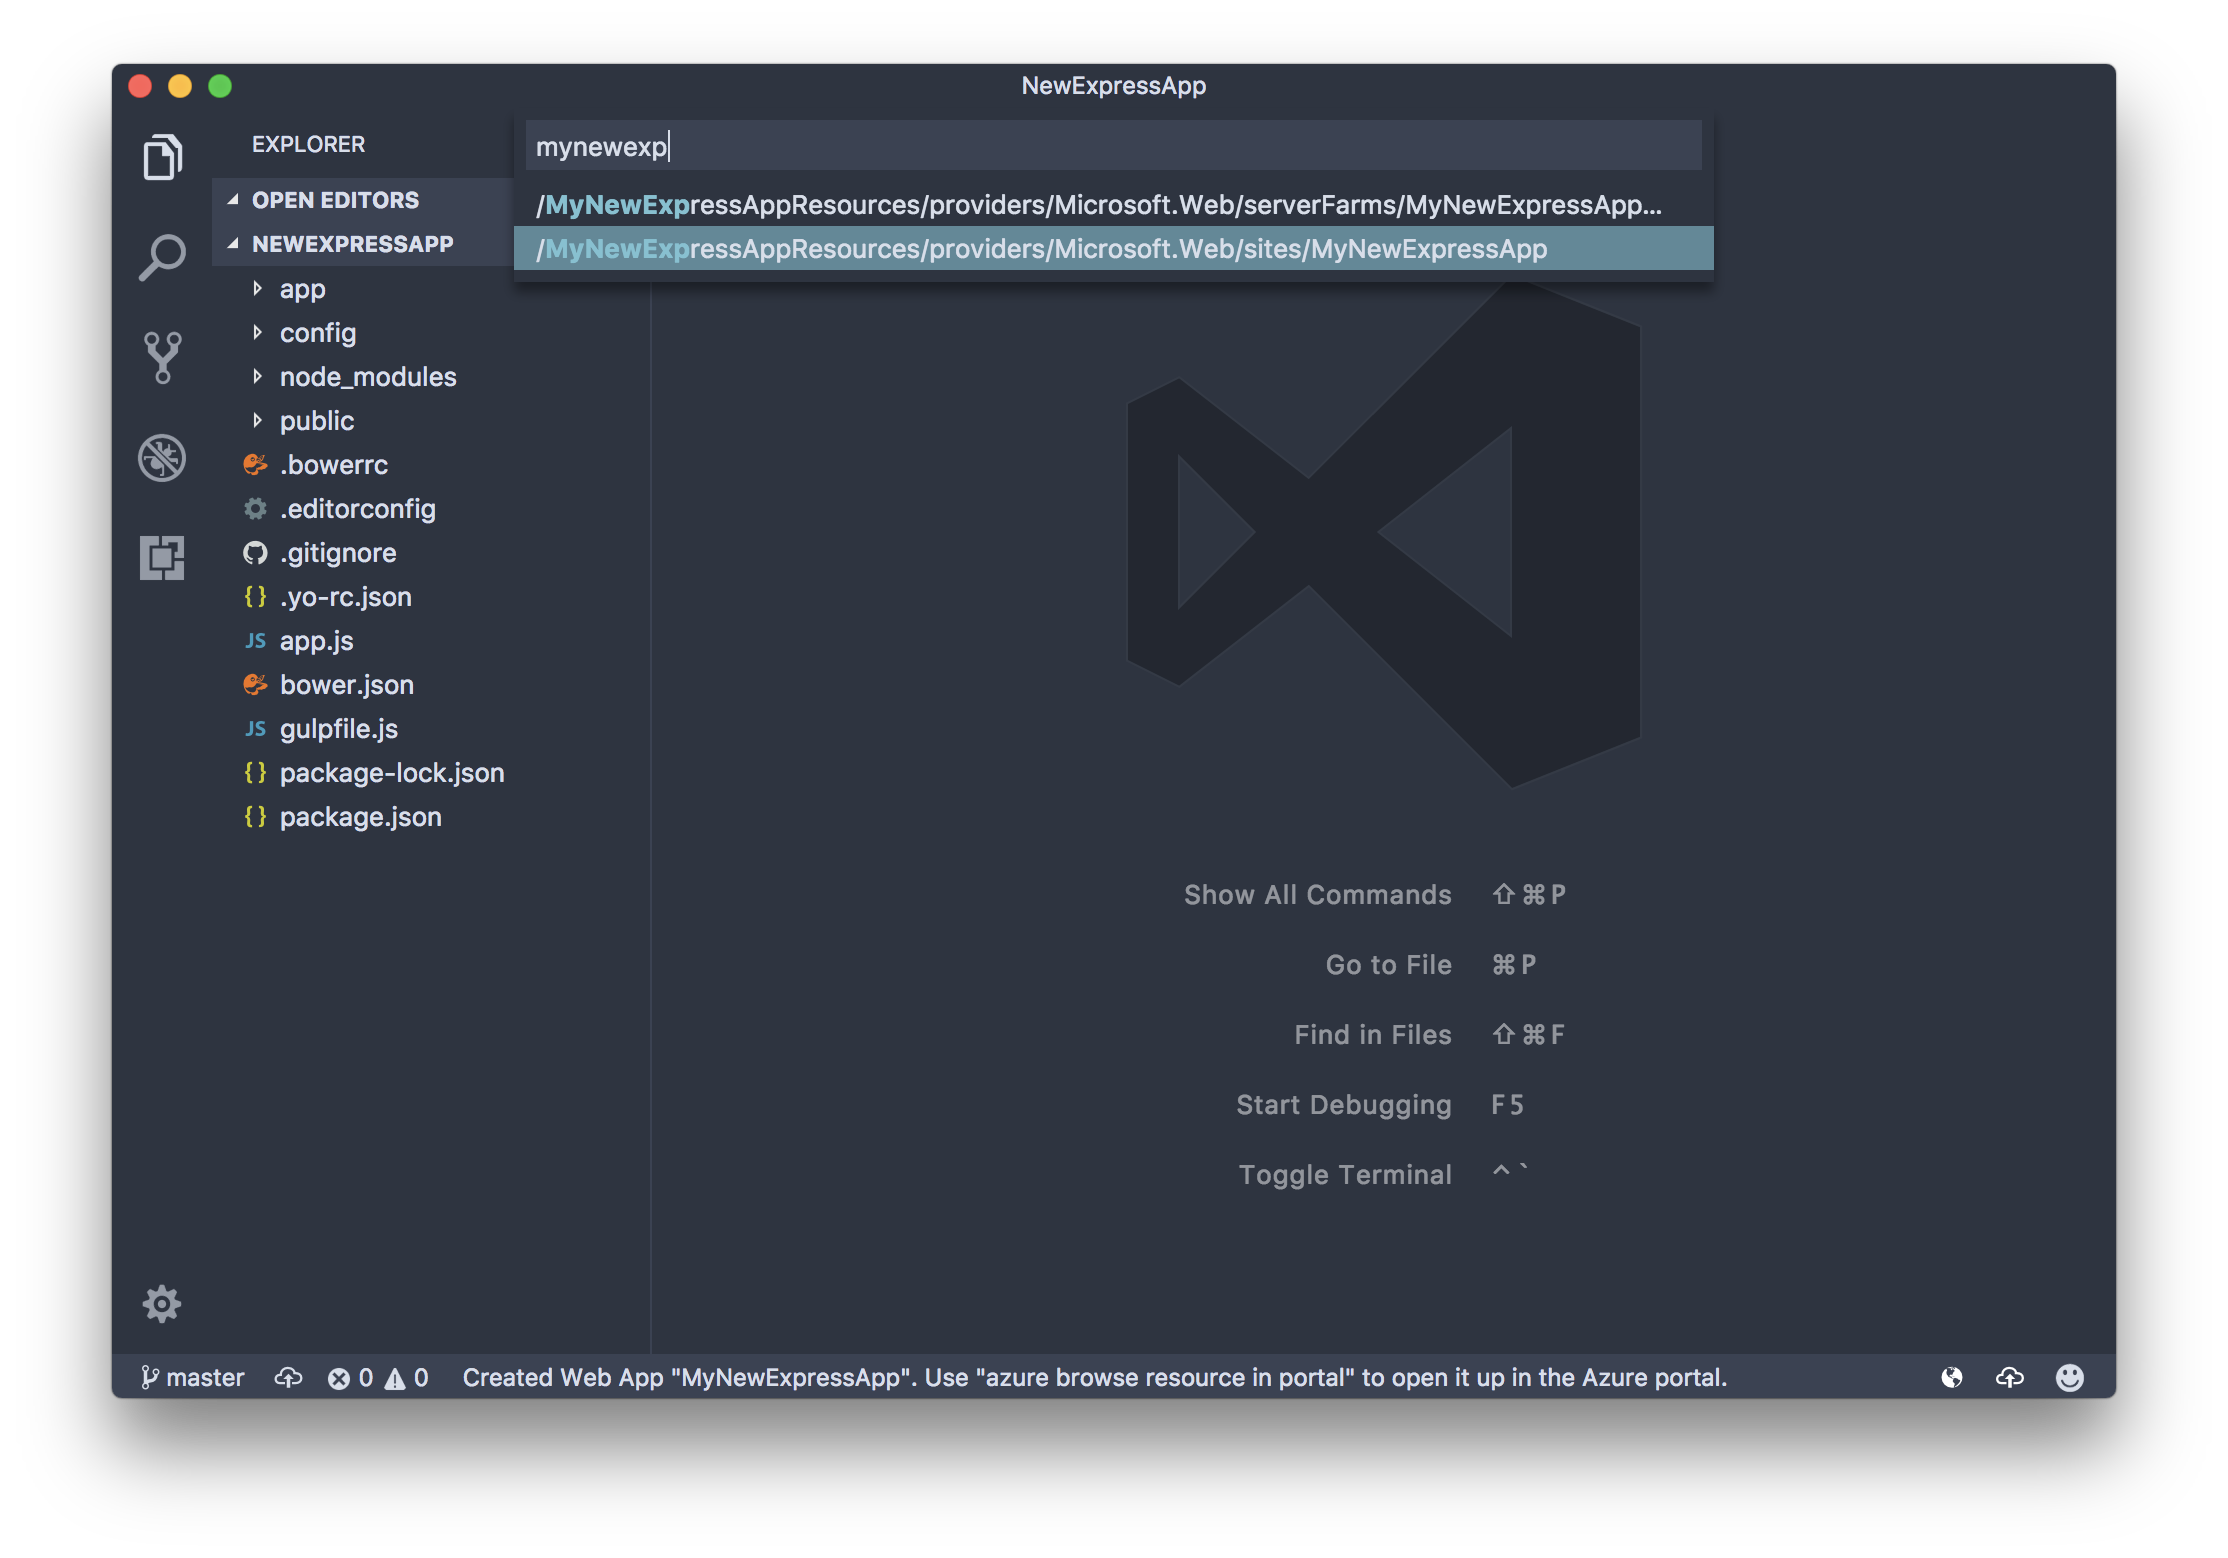 NewExpressApp
EXPLORER
mynewexp
/MyNewExpressAppResources/providers/Microsoft.Web/serverFarms/MyNewExpressApp...
/MyNewExpressAppResources/providers/Microsoft.Web/sites/MyNewExpressApp
OPEN EDITORS
NEWEXPRESSAPP
app
config
node_modules
public
.bowerrc
.editorconfig
.gitignore
{ } .yo-rc.json
JS app.js
bower.json
JS gulpfile.js
{ } package-lock.json
{ } package.json
Show All Commands ⇧⌘P
Go to File ⌘P
Find in Files ⇧⌘F
Start Debugging F5
Toggle Terminal ^`
master 0 0 Created Web App "MyNewExpressApp". Use "azure browse resource in portal" to open it up in the Azure portal.